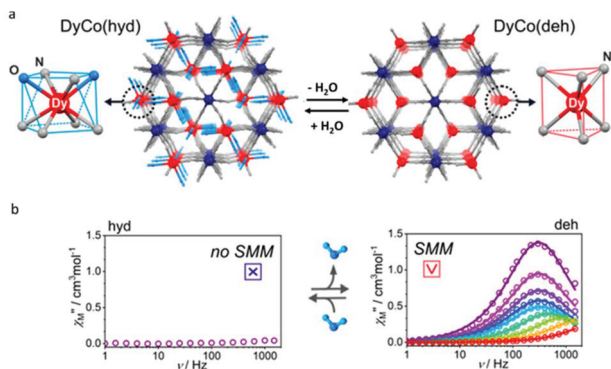 a
DyCo(hyd)
DyCo(deh)
O
N
Dy
- H₂O
+ H₂O
N
Dy
b
hyd
deh
no SMM
SMM
χM'' / cm³mol⁻¹
1.5
1.0
0.5
0.0
1
10
100
1000
ν / Hz
χM'' / cm³mol⁻¹
1.5
1.0
0.5
0.0
1
10
100
1000
ν / Hz